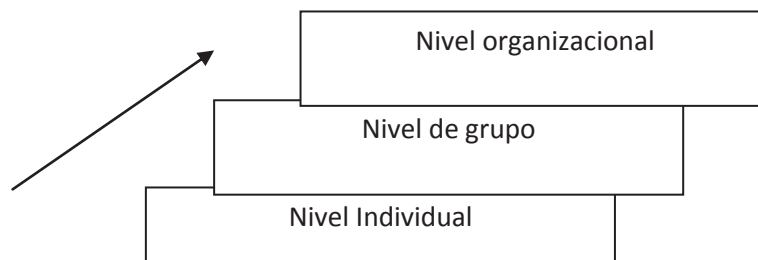 Nivel organizacional
Nivel de grupo
Nivel Individual